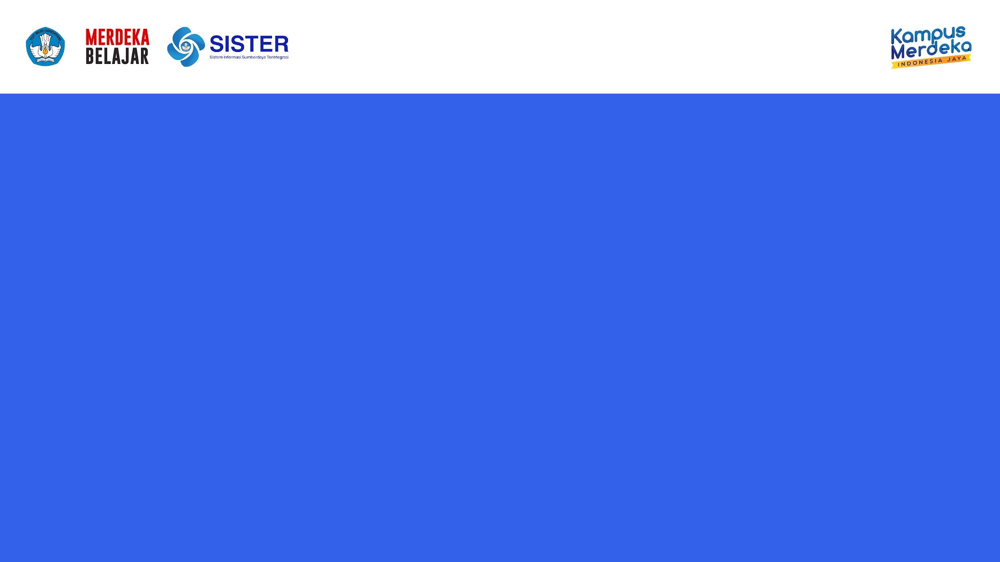 TUT WURI HANDAYANI
MERDEKA
BELAJAR
SISTER
Sistem Informasi Sumberdaya Terintegrasi
Kampus
Merdeka
INDONESIA JAYA